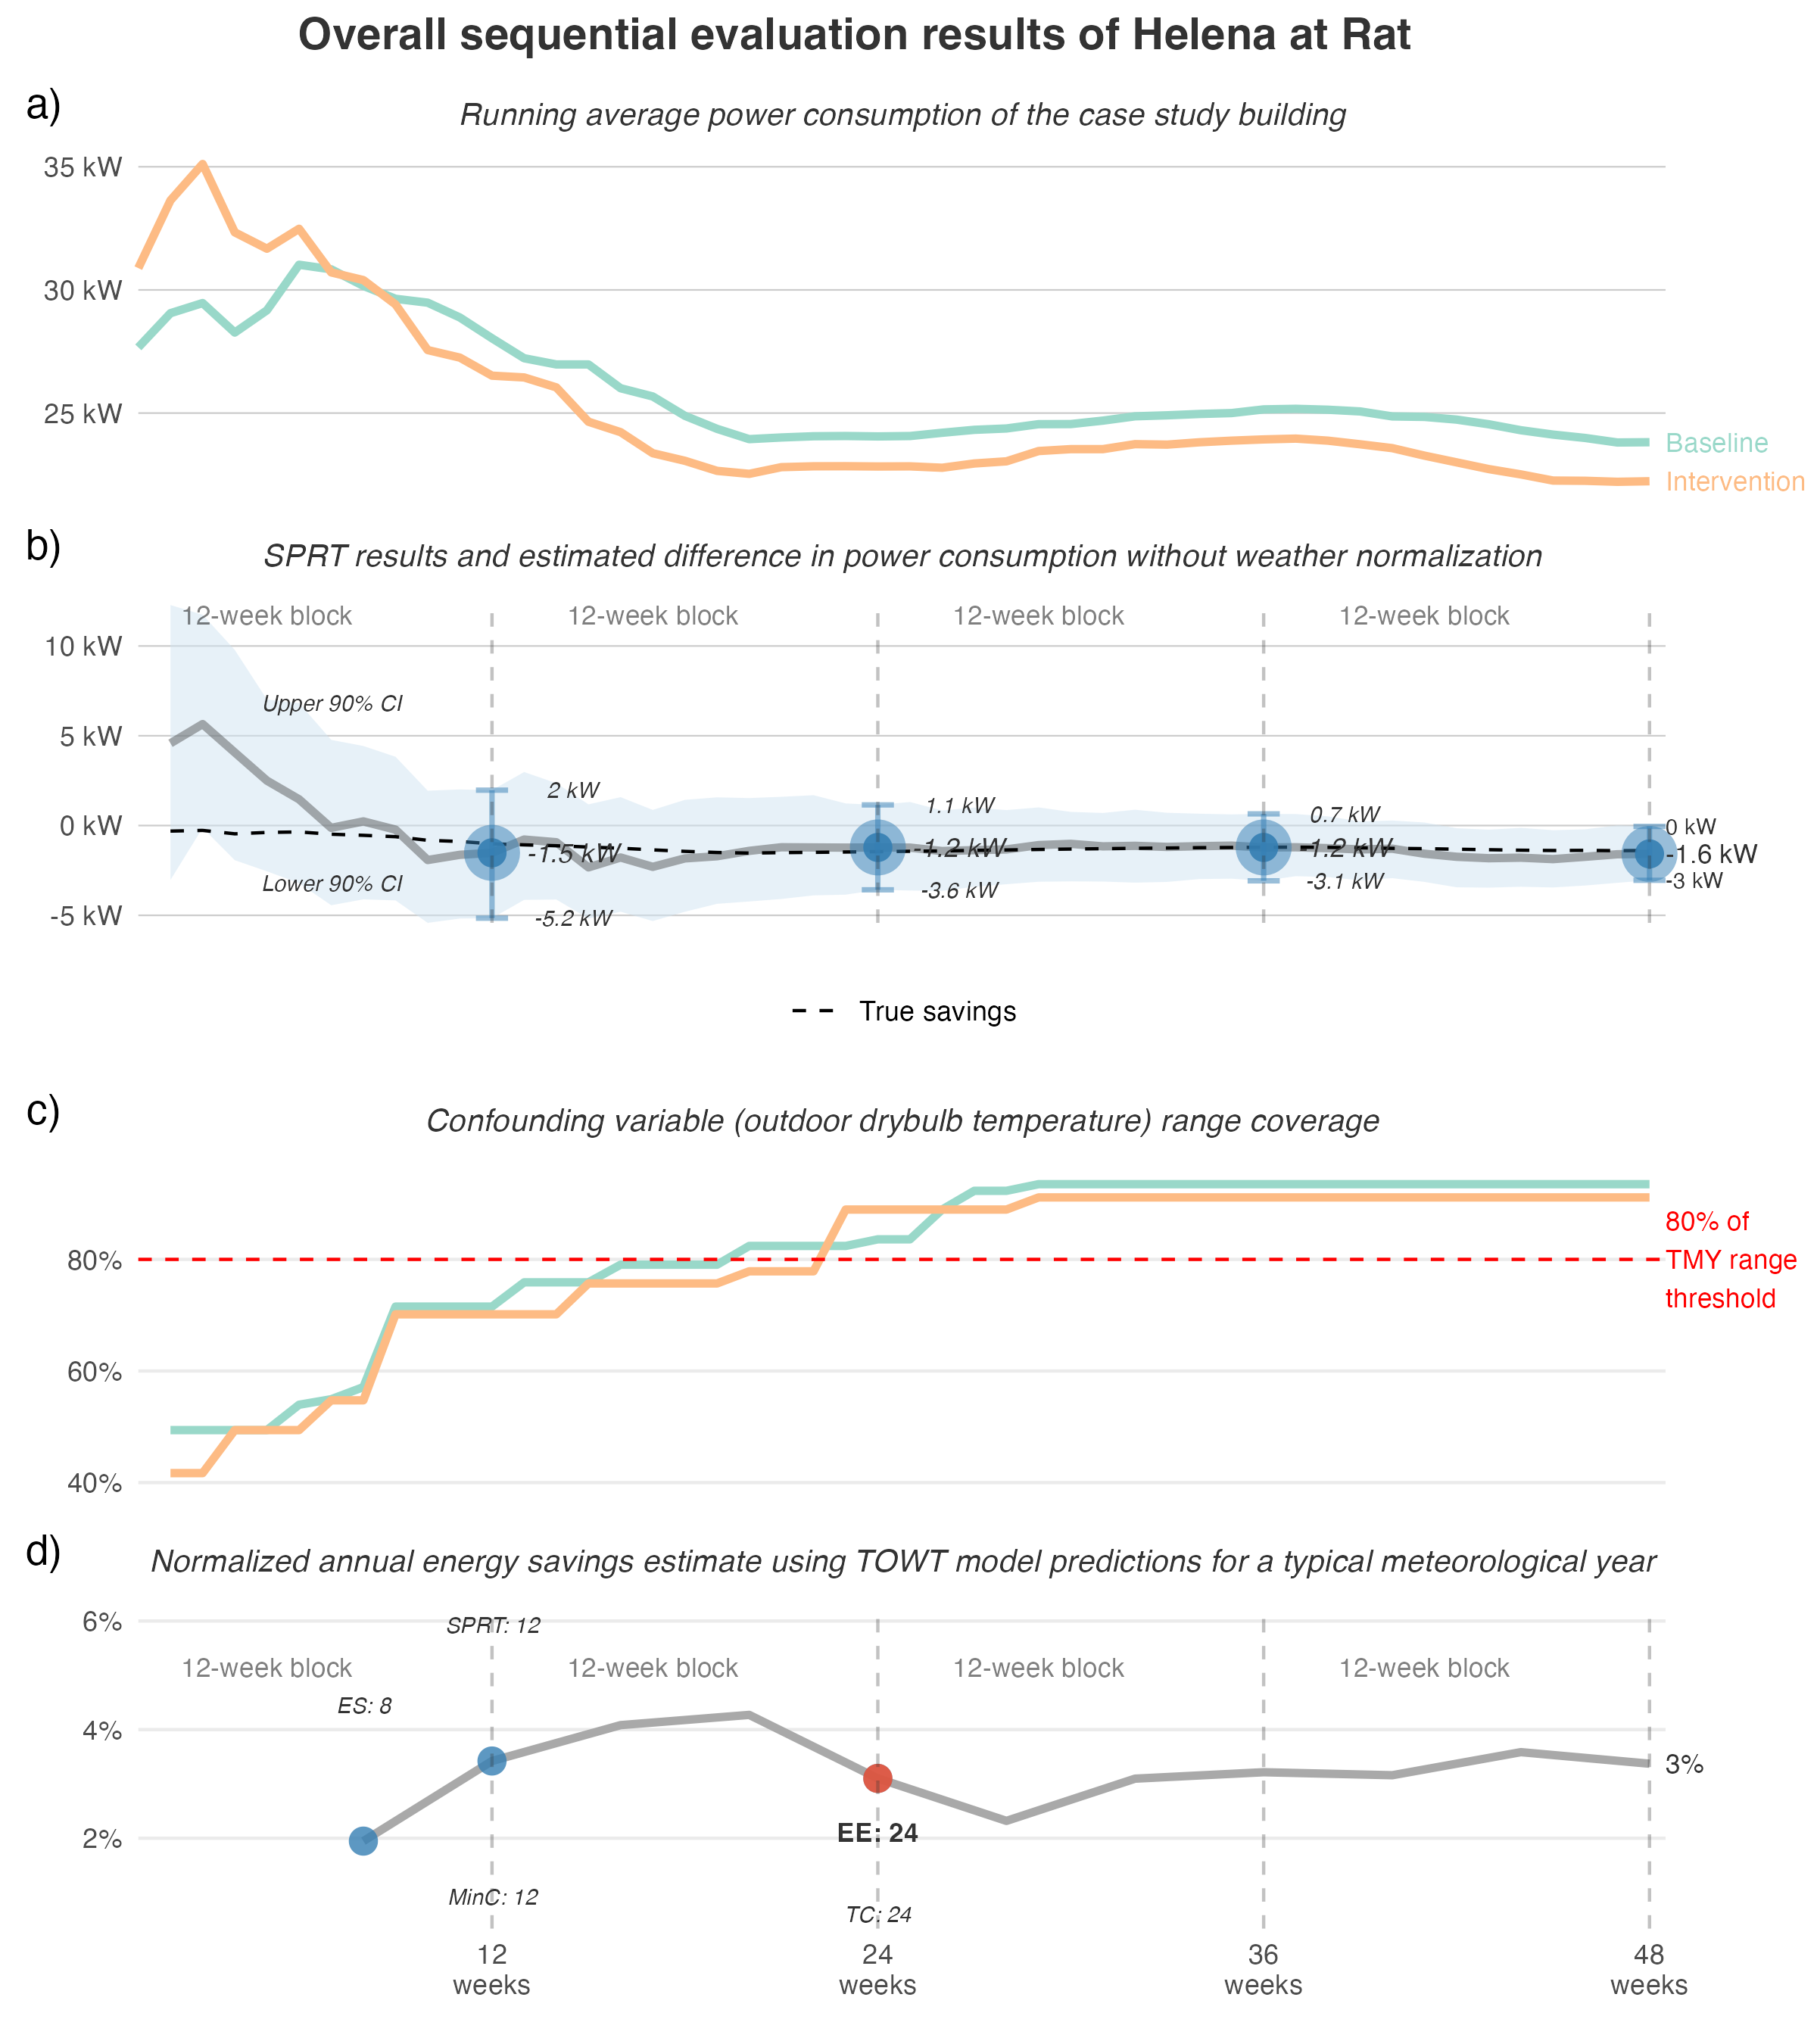 Overall sequential evaluation results of Helena at Rat
a)
Running average power consumption of the case study building
35 kW
30 kW
25 kW
Baseline
Intervention
b)
SPRT results and estimated difference in power consumption without weather normalization
12-week block 12-week block 12-week block 12-week block
10 kW
5 kW
0 kW
-5 kW
Upper 90% CI
Lower 90% CI
2 kW
-1.5 kW
-5.2 kW
1.1 kW
-1.2 kW
-3.6 kW
0.7 kW
-1.2 kW
-3.1 kW
0 kW
-1.6 kW
-3 kW
True savings
c)
Confounding variable (outdoor drybulb temperature) range coverage
80%
60%
40%
80% of
TMY range
threshold
d)
Normalized annual energy savings estimate using TOWT model predictions for a typical meteorological year
6%
4%
2%
SPRT: 12
12-week block 12-week block 12-week block 12-week block
ES: 8
3%
EE: 24
MinC: 12
TC: 24
12
weeks
24
weeks
36
weeks
48
weeks